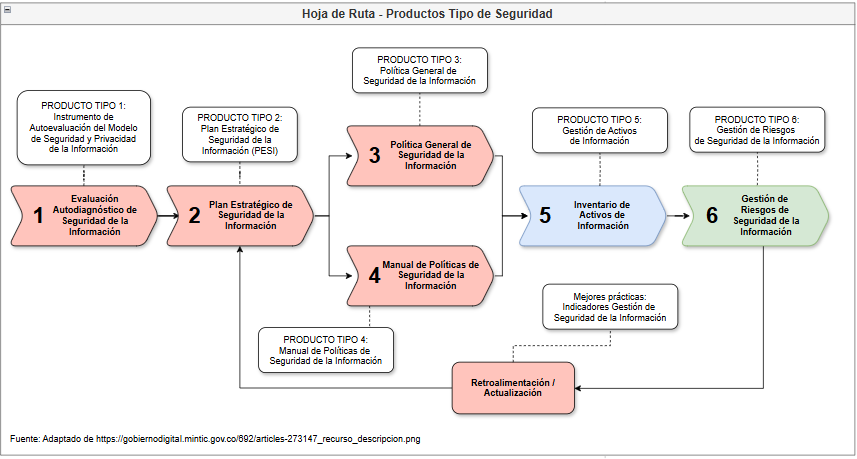 Hoja de Ruta - Productos Tipo de Seguridad
PRODUCTO TIPO 1:
Instrumento de
Autoevaluación del Modelo
de Seguridad y Privacidad
de la Información
PRODUCTO TIPO 2:
Plan Estratégico de
Seguridad de la
Información (PESI)
PRODUCTO TIPO 3:
Política General de
Seguridad de la Información
PRODUCTO TIPO 5:
Gestión de Activos
de Información
PRODUCTO TIPO 6:
Gestión de Riesgos
de Seguridad de la Información
1
Evaluación
Autodiagnóstico de
Seguridad de la
Información
2
Plan Estratégico de
Seguridad de la
Información
3
Política General de
Seguridad de la
Información
4
Manual de Políticas de
Seguridad de la
Información
5
Inventario de
Activos de
Información
6
Gestión de
Riesgos de
Seguridad de la
Información
PRODUCTO TIPO 4:
Manual de Políticas de
Seguridad de la Información
Mejores prácticas:
Indicadores Gestión de
Seguridad de la Información
Retroalimentación /
Actualización
Fuente: Adaptado de https://gobiernodigital.mintic.gov.co/692/articles-273147_recurso_descripcion.png